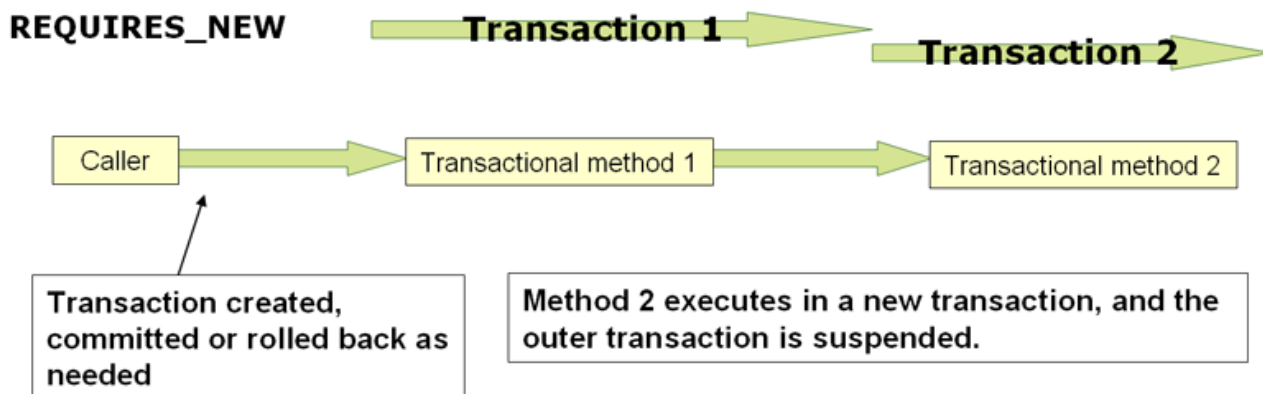 REQUIRES_NEW
Transaction 1
Transaction 2
Caller
Transactional method 1
Transactional method 2
Transaction created,
committed or rolled back as
needed
Method 2 executes in a new transaction, and the
outer transaction is suspended.